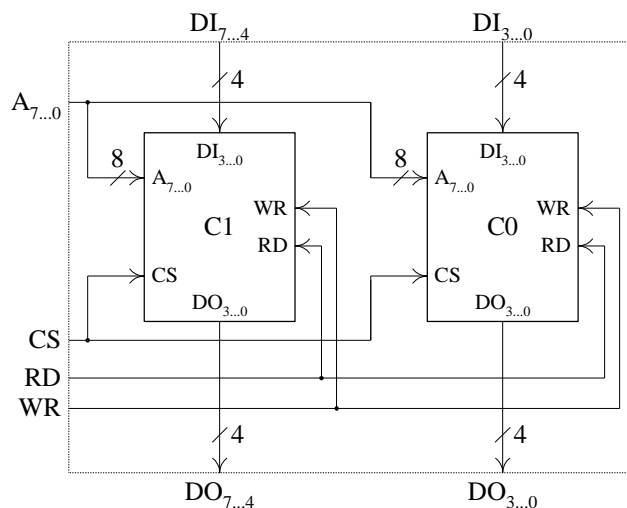 DI7...4 DI3...0
4 4
A7...0
8 DI3...0 8 DI3...0
A7...0 A7...0
WR WR
C1 C0
RD RD
CS CS
DO3...0 DO3...0
CS
RD
WR
4 4
DO7...4 DO3...0